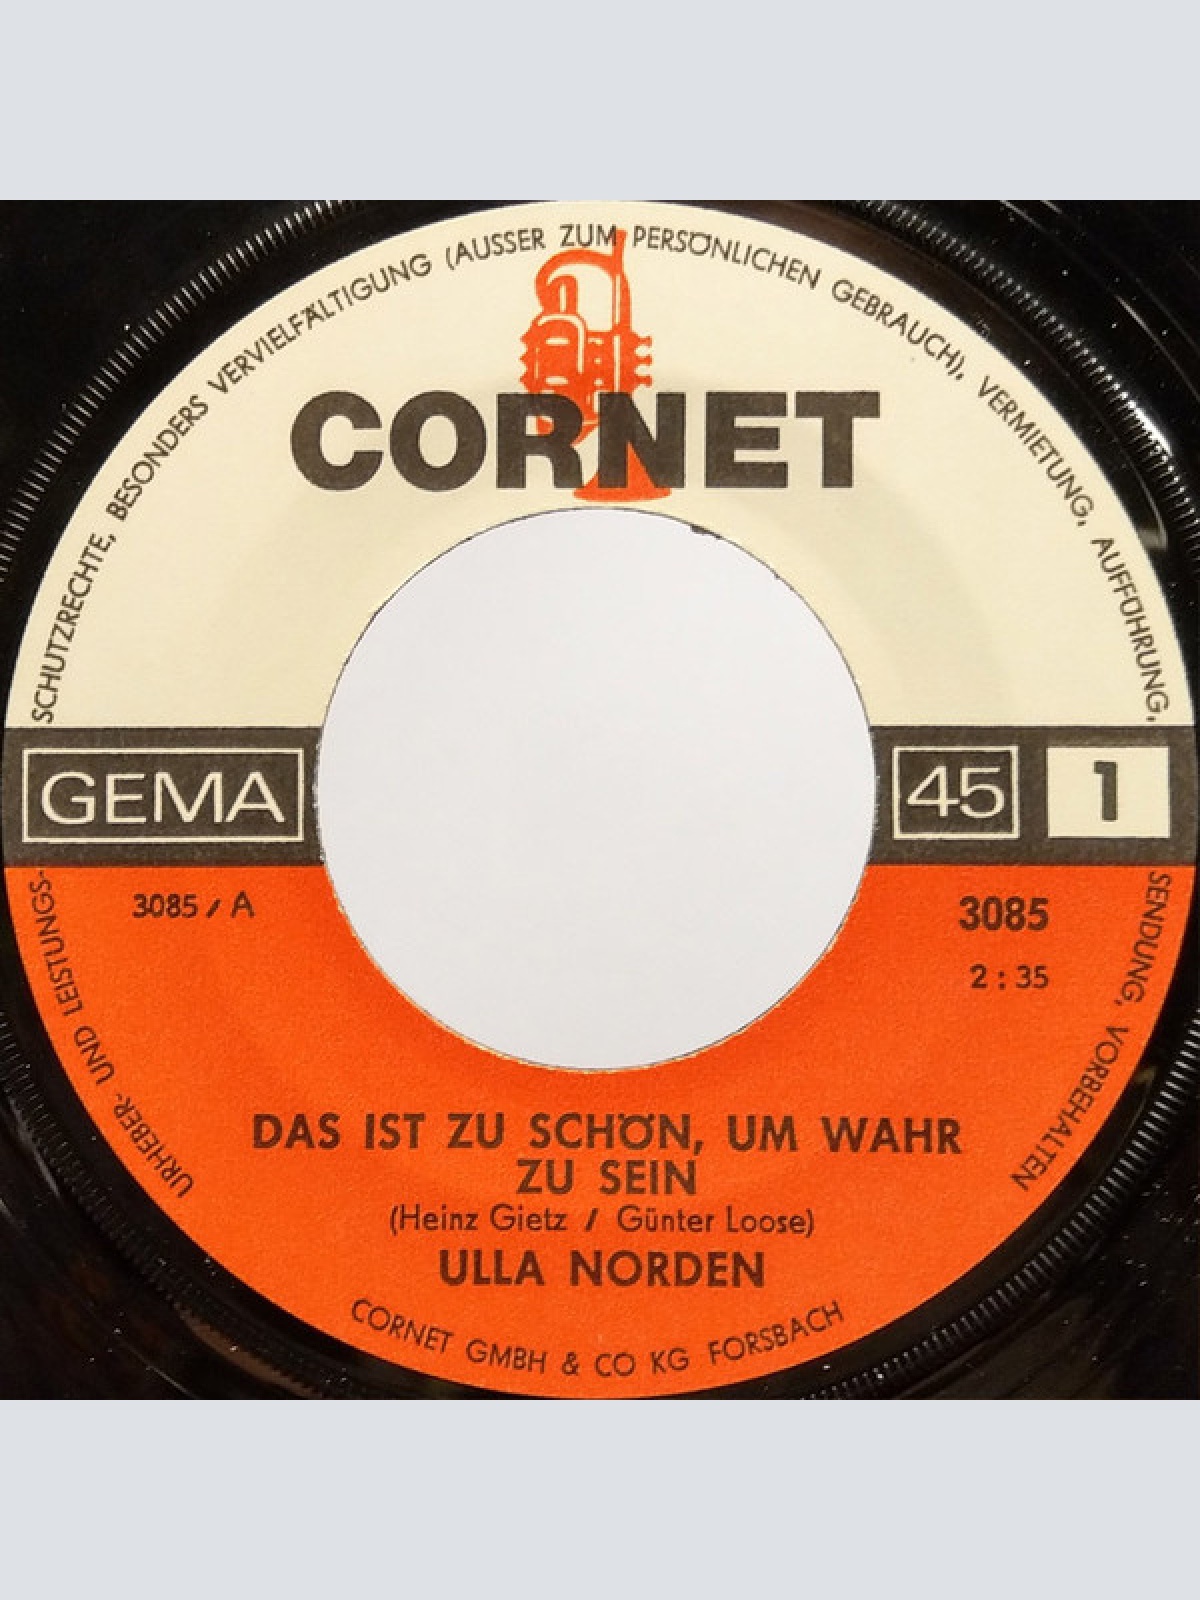 URHEBER- UND LEISTUNGS-
SCHUTZRECHTE, BESONDERS VERVIELFÄLTIGUNG (AUSSER ZUM PERSÖNLICHEN GEBRAUCH), VERMIETUNG, AUFFÜHRUNG,
SENDUNG, VORBEHALTEN
CORNET
GEMA
45
1
3085 / A
3085
2:35
DAS IST ZU SCHÖN, UM WAHR
ZU SEIN
(Heinz Gietz / Günter Loose)
ULLA NORDEN
CORNET GMBH & CO KG FORSBACH